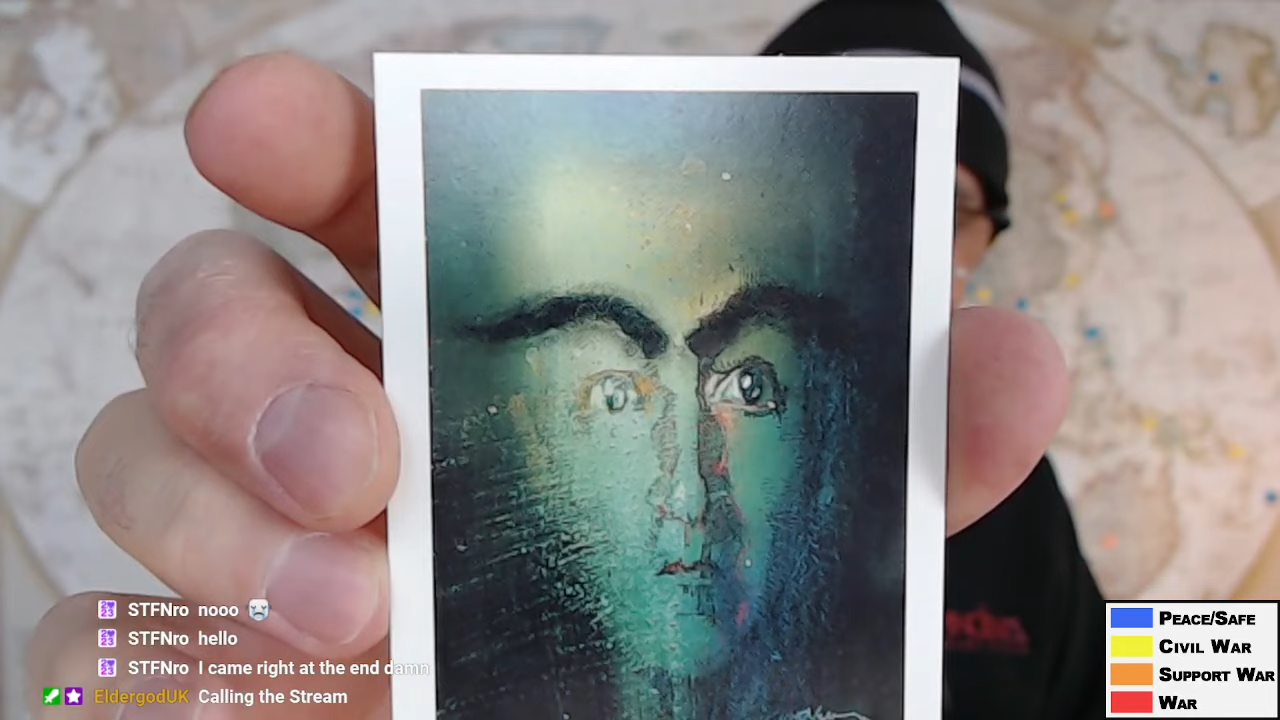 STFNro nooo
STFNro hello
STFNro I came right at the end damn
EldergodUK Calling the Stream
PEACE/SAFE
CIVIL WAR
SUPPORT WAR
WAR